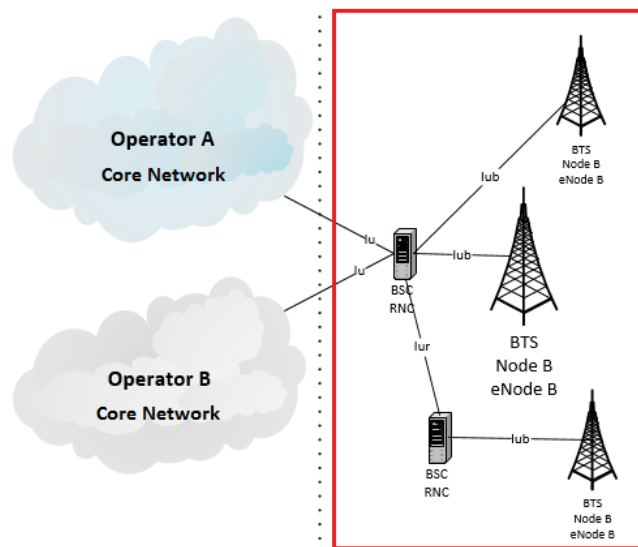 Operator A
Core Network
Iu
Iu
Operator B
Core Network
BSC
RNC
Iub
BTS
Node B
eNode B
Iub
BTS
Node B
eNode B
Iur
BSC
RNC
Iub
BTS
Node B
eNode B